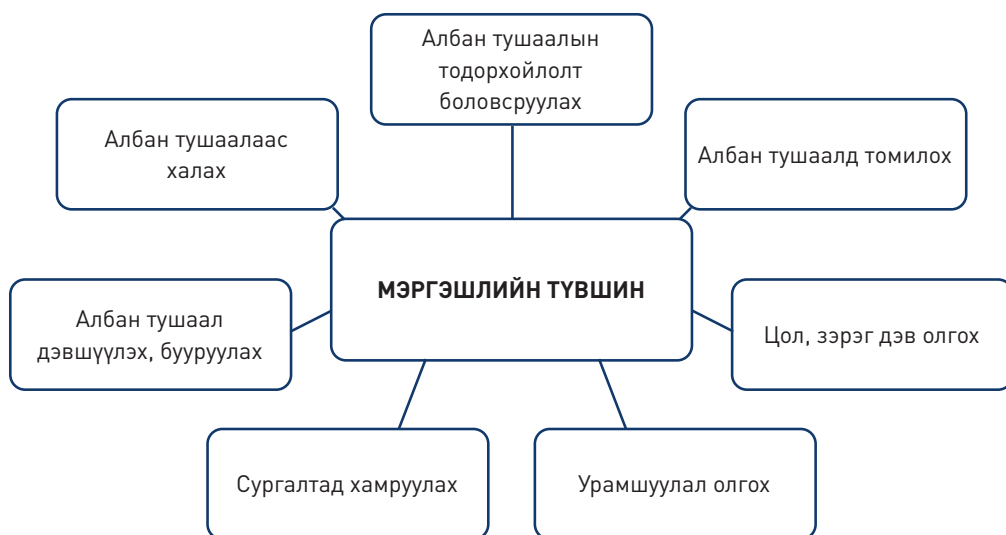 Албан тушаалын
тодорхойлолт
боловсруулах
Албан тушаалаас
халах
Албан тушаалд томилох
МЭРГЭШЛИЙН ТҮВШИН
Албан тушаал
дэвшүүлэх, бууруулах
Цол, зэрэг дэв олгох
Сургалтад хамруулах
Урамшуулал олгох